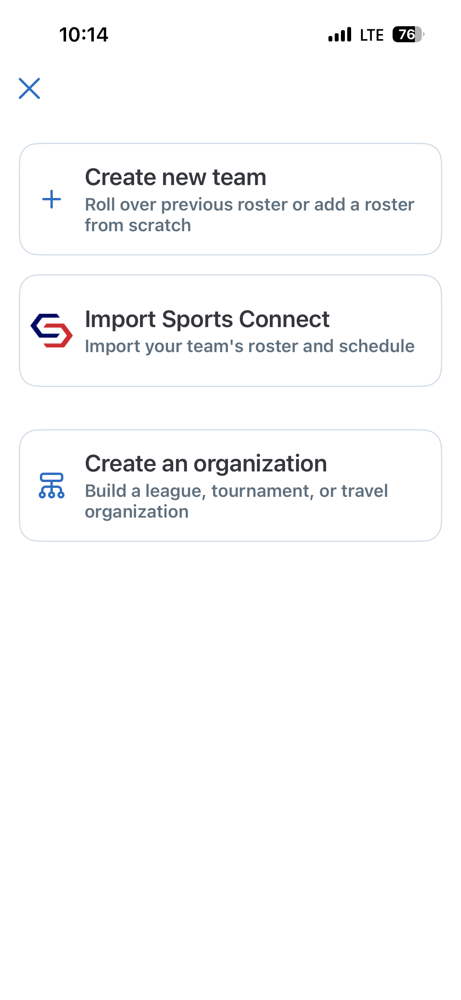 10:14
LTE 76
Create new team
Roll over previous roster or add a roster
from scratch
Import Sports Connect
Import your team's roster and schedule
Create an organization
Build a league, tournament, or travel
organization